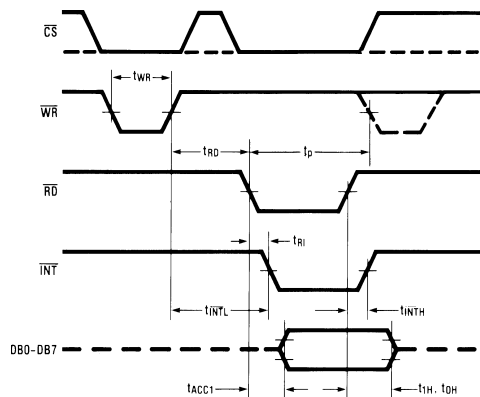 CS
tWR
WR
tRD
tp
RD
tRI
INT
tINTL
tINTH
DB0-DB7
tACC1
t1H, t0H